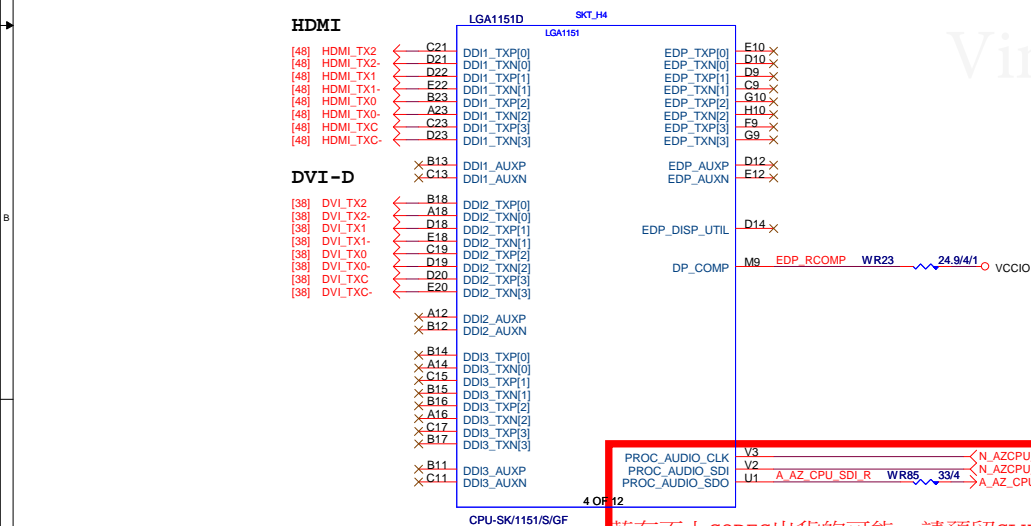 SKT_H4
LGA1151D
LGA1151
HDMI
[48] HDMI_TX2 C21 DDI1_TXP[0] EDP_TXP[0] E10
[48] HDMI_TX2- D21 DDI1_TXN[0] EDP_TXN[0] D10
[48] HDMI_TX1 D22 DDI1_TXP[1] EDP_TXP[1] D9
[48] HDMI_TX1- E22 DDI1_TXN[1] EDP_TXN[1] C9
[48] HDMI_TX0 B23 DDI1_TXP[2] EDP_TXP[2] G10
[48] HDMI_TX0- A23 DDI1_TXN[2] EDP_TXN[2] H10
[48] HDMI_TXC C23 DDI1_TXP[3] EDP_TXP[3] F9
[48] HDMI_TXC- D23 DDI1_TXN[3] EDP_TXN[3] G9
B13 DDI1_AUXP EDP_AUXP D12
C13 DDI1_AUXN EDP_AUXN E12
DVI-D
[38] DVI_TX2 B18 DDI2_TXP[0]
[38] DVI_TX2- A18 DDI2_TXN[0]
[38] DVI_TX1 D18 DDI2_TXP[1] EDP_DISP_UTIL D14
[38] DVI_TX1- E18 DDI2_TXN[1]
[38] DVI_TX0 C19 DDI2_TXP[2]
[38] DVI_TX0- D19 DDI2_TXN[2] DP_COMP M9 EDP_RCOMP WR23 24.9/4/1 VCCIO
[38] DVI_TXC D20 DDI2_TXP[3]
[38] DVI_TXC- E20 DDI2_TXN[3]
A12 DDI2_AUXP
B12 DDI2_AUXN
B14 DDI3_TXP[0]
A14 DDI3_TXN[0]
C15 DDI3_TXP[1]
B15 DDI3_TXN[1]
B16 DDI3_TXP[2]
A16 DDI3_TXN[2]
C17 DDI3_TXP[3]
B17 DDI3_TXN[3]
PROC_AUDIO_CLK V3 N_AZCPU
B11 DDI3_AUXP PROC_AUDIO_SDI V2 N_AZCPU
C11 DDI3_AUXN PROC_AUDIO_SDO U1 A_AZ_CPU_SDI_R WR85 33/4 A_AZ_CPU
4 OF 12
CPU-SK/1151/S/GF
B